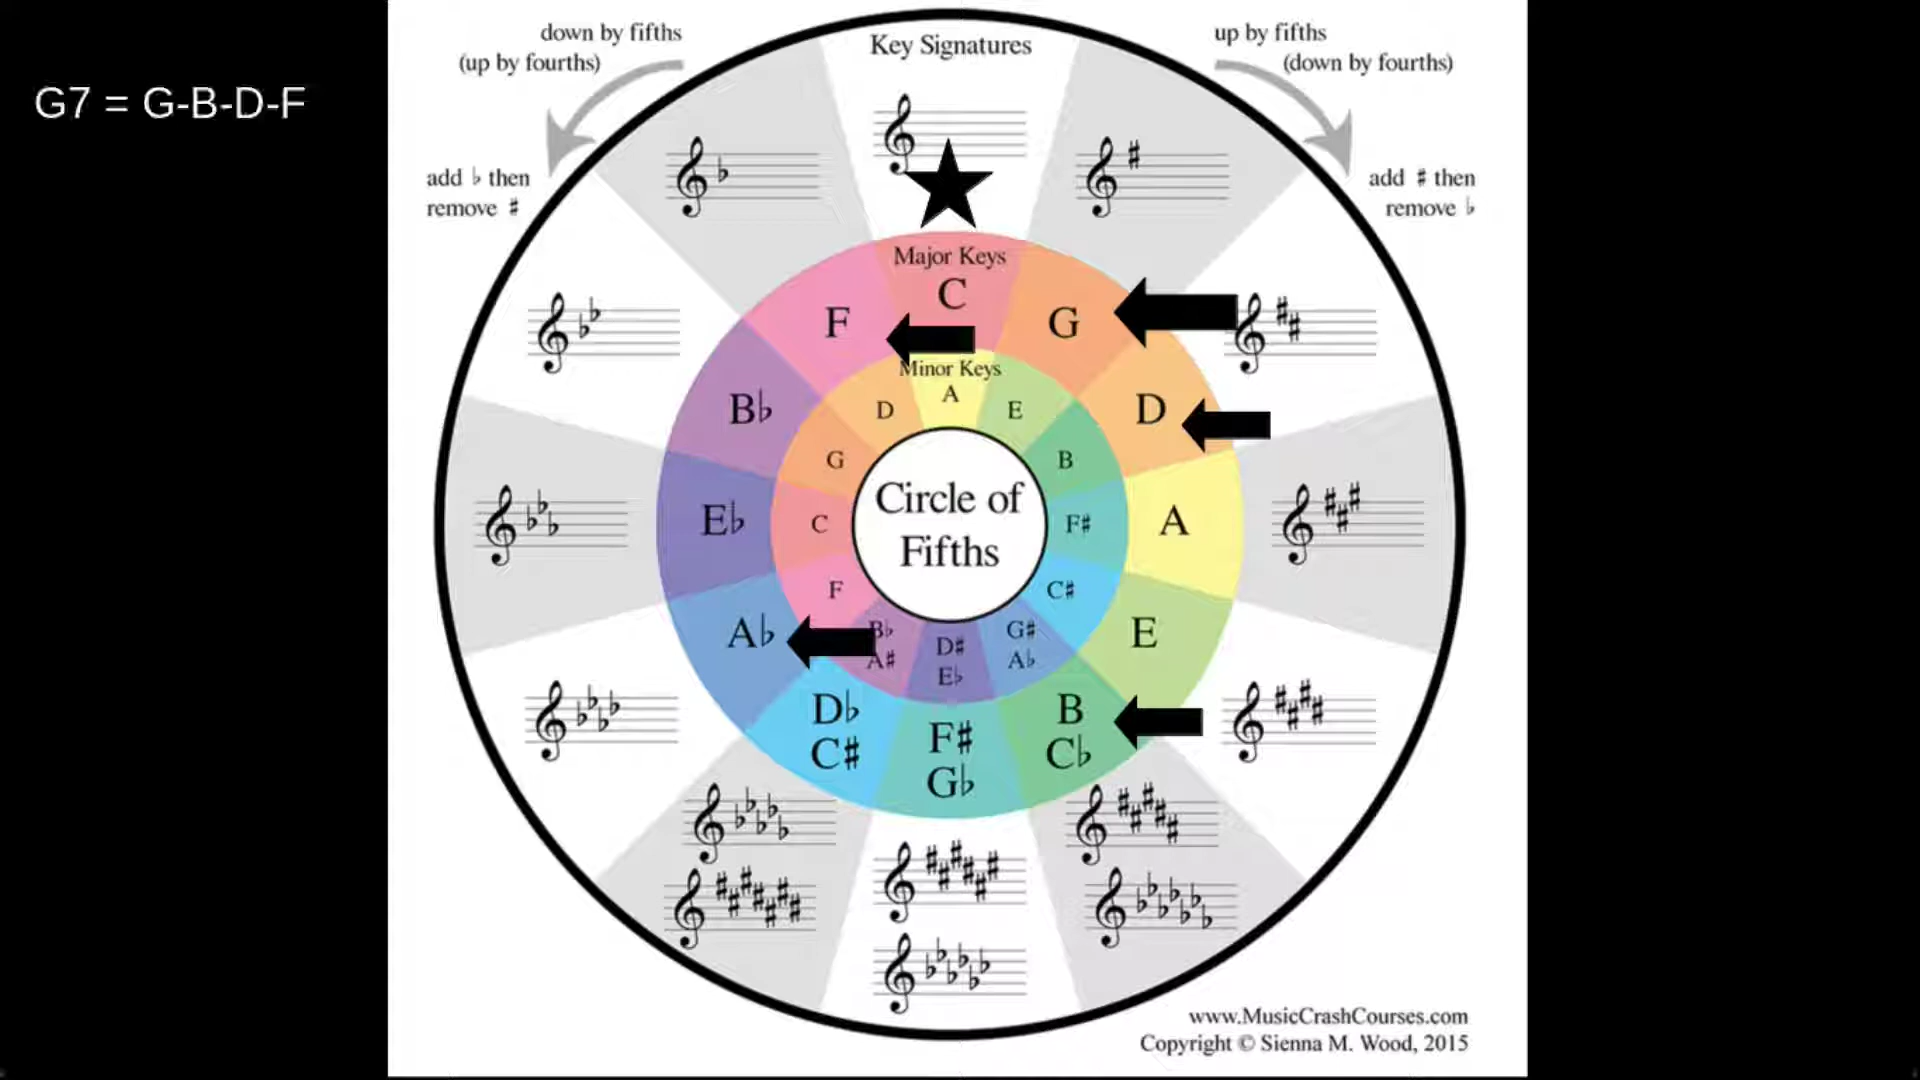 G7 = G-B-D-F
down by fifths
(up by fourths)
add ♭ then
remove ♯
Key Signatures
up by fifths
(down by fourths)
add ♯ then
remove ♭
Major Keys
C
G
D
A
E
B
C♭
F♯
G♭
D♭
C♯
A♭
E♭
B♭
F
Minor Keys
A
E
B
F♯
C♯
G♯
A♭
D♯
E♭
B♭
A♯
F
C
G
D
Circle of
Fifths
www.MusicCrashCourses.com
Copyright © Sienna M. Wood, 2015